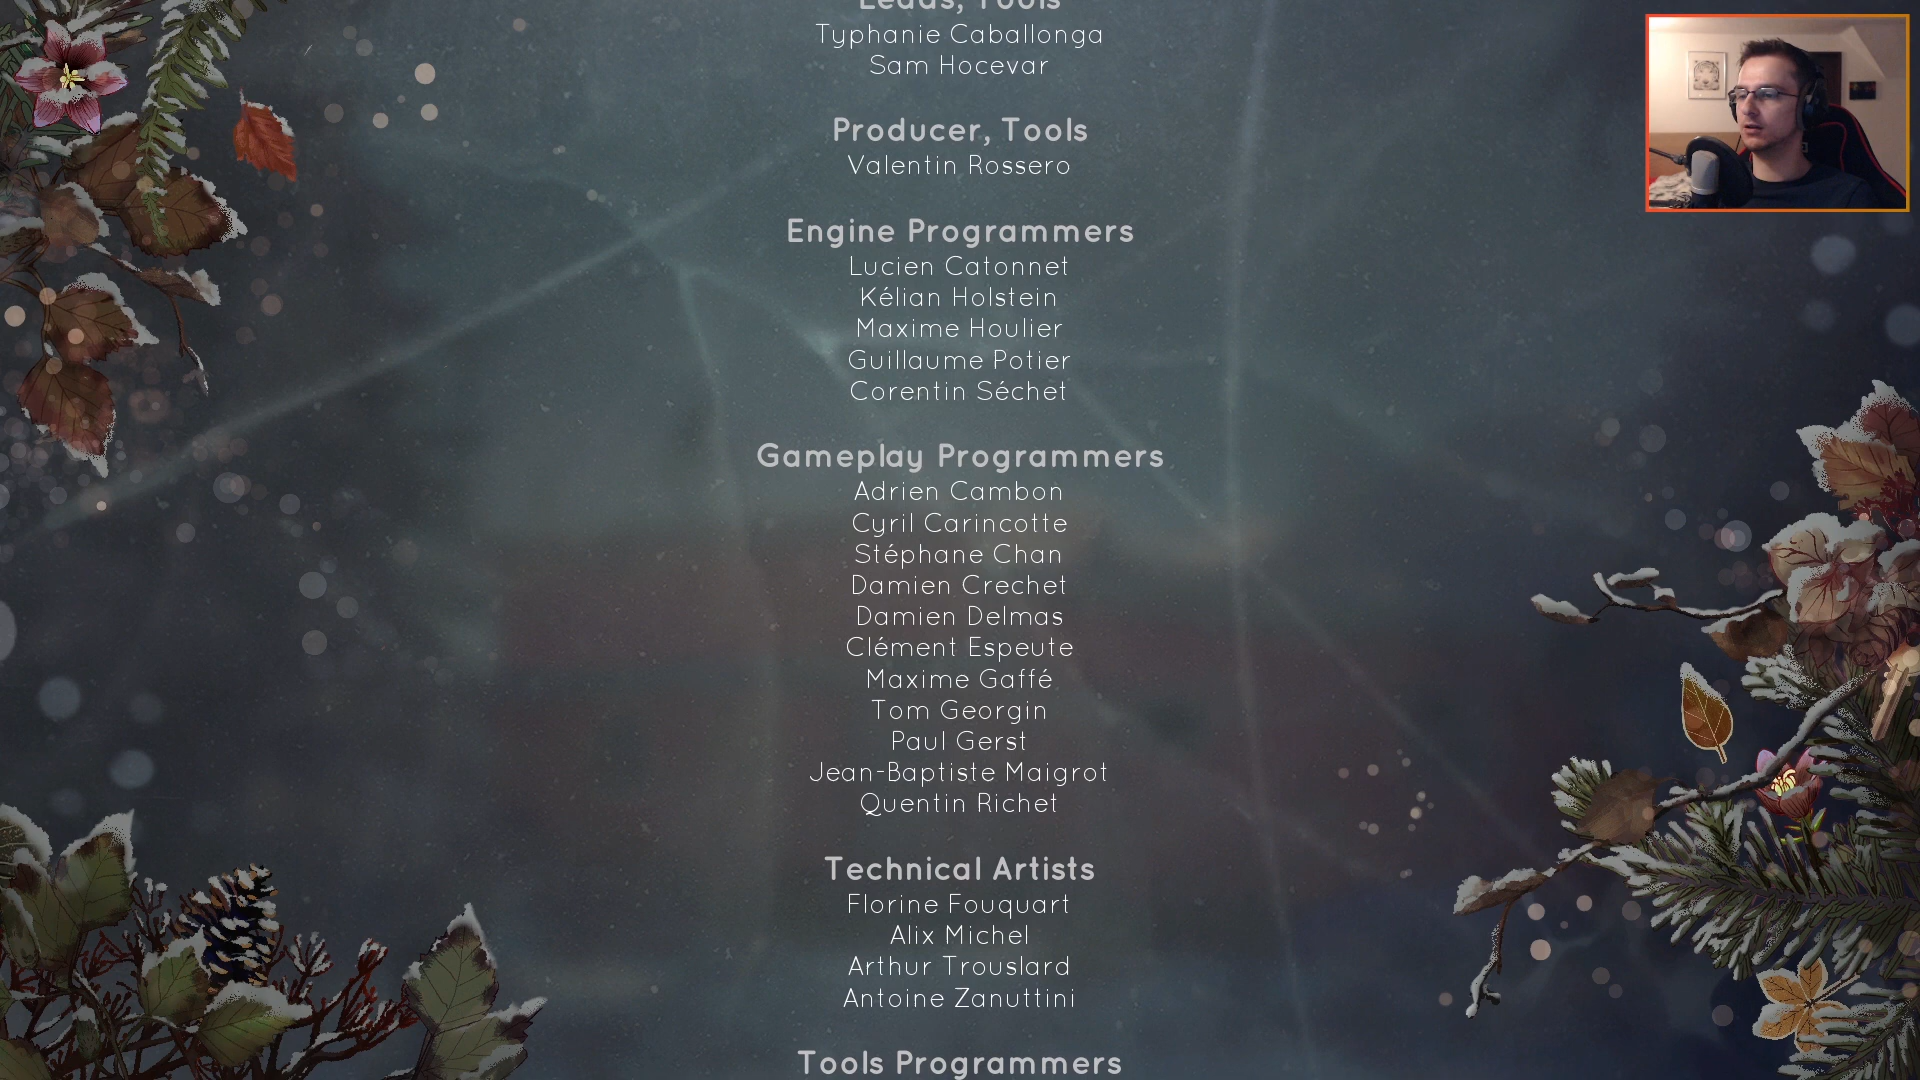 Leads, Tools
Typhanie Caballonga
Sam Hocevar
Producer, Tools
Valentin Rossero
Engine Programmers
Lucien Catonnet
Kélian Holstein
Maxime Houlier
Guillaume Potier
Corentin Séchet
Gameplay Programmers
Adrien Cambon
Cyril Carincotte
Stéphane Chan
Damien Crechet
Damien Delmas
Clément Espeute
Maxime Gaffé
Tom Georgin
Paul Gerst
Jean-Baptiste Maigrot
Quentin Richet
Technical Artists
Florine Fouquart
Alix Michel
Arthur Trouslard
Antoine Zanuttini
Tools Programmers